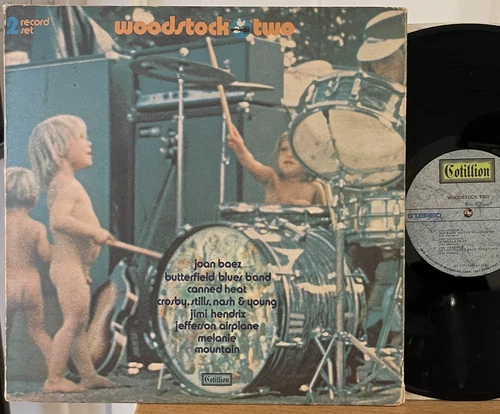 2 record
set
woodstock two
joan baez
butterfield blues band
canned heat
crosby, stills, nash & young
jimi hendrix
jefferson airplane
melanie
mountain
Cotillion
Cotillion
WOODSTOCK TWO
STEREO